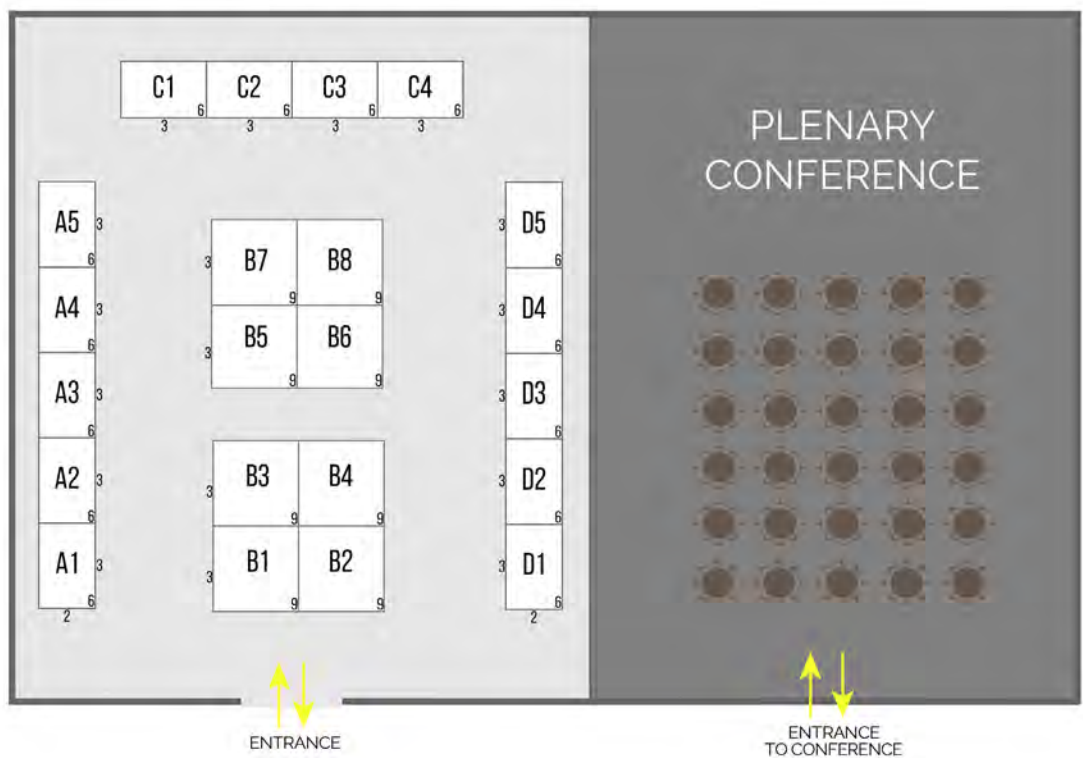 C1 C2 C3 C4
6 6 6 6
3 3 3 3
PLENARY
CONFERENCE
A5 3
6
A4 3
6
A3 3
6
A2 3
6
A1 3
6
2
3 B7 B8
9 9
3 B5 B6
9 9
3 B3 B4
9 9
3 B1 B2
9 9
3 D5
6
3 D4
6
3 D3
6
3 D2
6
3 D1
6
2
ENTRANCE
ENTRANCE
TO CONFERENCE